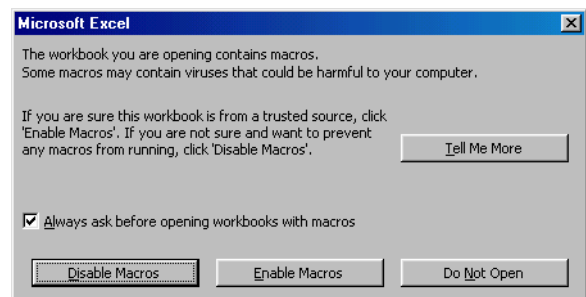 Microsoft Excel
The workbook you are opening contains macros.
Some macros may contain viruses that could be harmful to your computer.
If you are sure this workbook is from a trusted source, click
'Enable Macros'. If you are not sure and want to prevent
any macros from running, click 'Disable Macros'.
Tell Me More
Always ask before opening workbooks with macros
Disable Macros
Enable Macros
Do Not Open